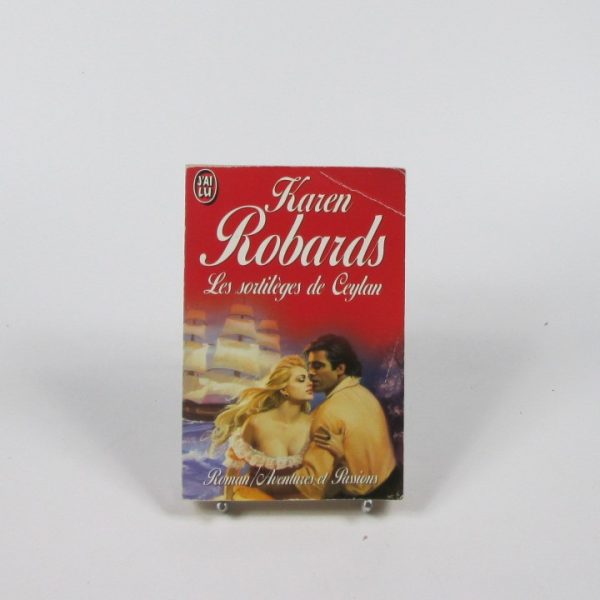 J'AI
LU
Karen
Robards
Les sortilèges de Ceylan
Roman/Aventures et Passions